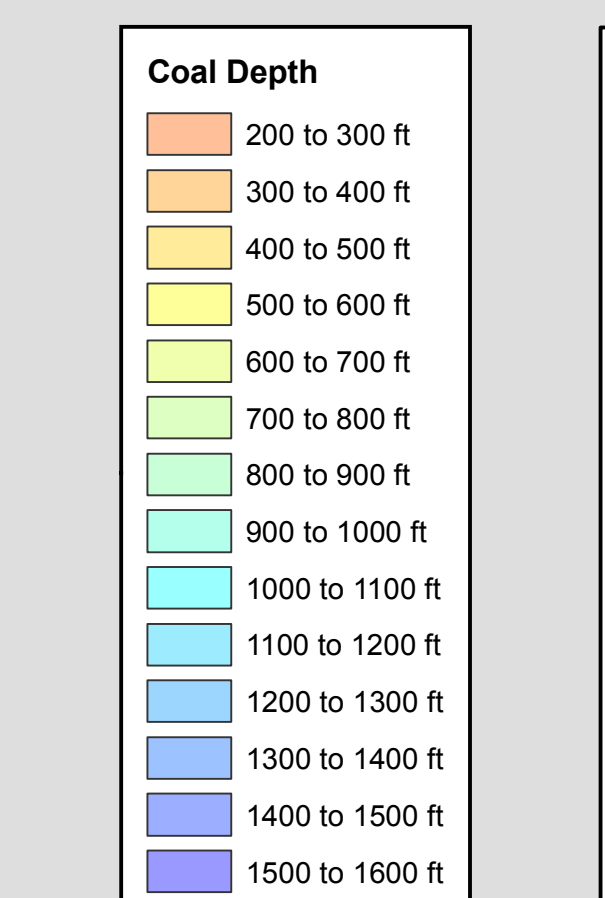 Coal Depth
200 to 300 ft
300 to 400 ft
400 to 500 ft
500 to 600 ft
600 to 700 ft
700 to 800 ft
800 to 900 ft
900 to 1000 ft
1000 to 1100 ft
1100 to 1200 ft
1200 to 1300 ft
1300 to 1400 ft
1400 to 1500 ft
1500 to 1600 ft